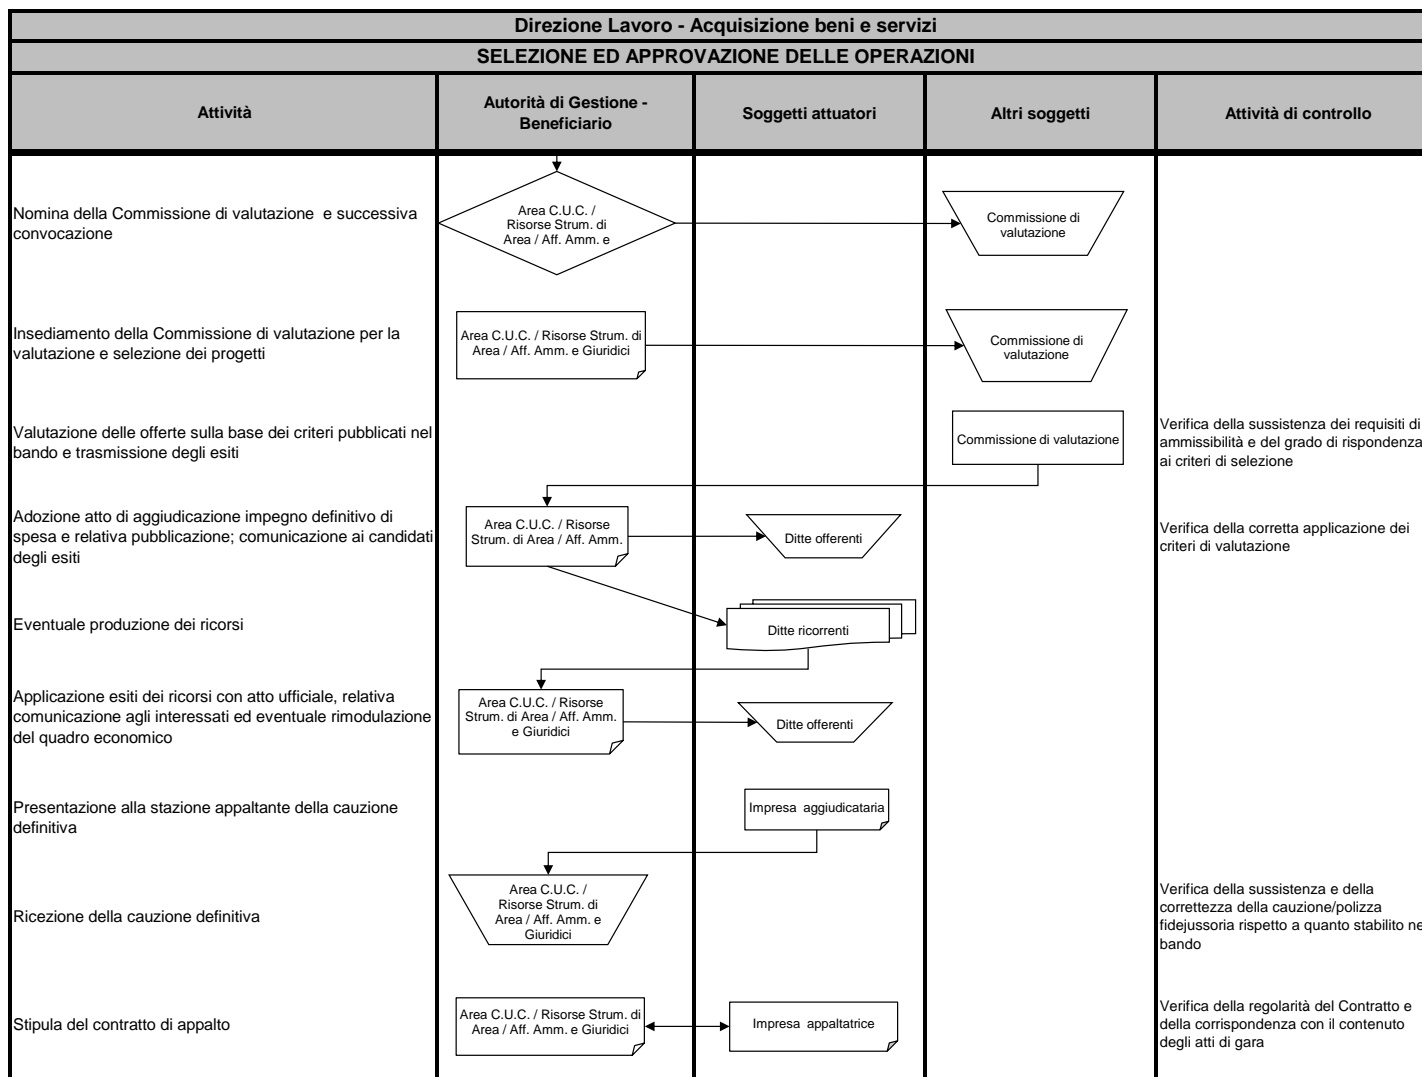 Direzione Lavoro - Acquisizione beni e servizi
SELEZIONE ED APPROVAZIONE DELLE OPERAZIONI
Attività
Autorità di Gestione -
Beneficiario
Soggetti attuatori
Altri soggetti
Attività di controllo
Nomina della Commissione di valutazione e successiva
convocazione
Area C.U.C. /
Risorse Strum. di
Area / Aff. Amm. e
Commissione di
valutazione
Insediamento della Commissione di valutazione per la
valutazione e selezione dei progetti
Area C.U.C. / Risorse Strum. di
Area / Aff. Amm. e Giuridici
Commissione di
valutazione
Valutazione delle offerte sulla base dei criteri pubblicati nel
bando e trasmissione degli esiti
Commissione di valutazione
Verifica della sussistenza dei requisiti di
ammissibilità e del grado di rispondenza
ai criteri di selezione
Adozione atto di aggiudicazione impegno definitivo di
spesa e relativa pubblicazione; comunicazione ai candidati
degli esiti
Area C.U.C. / Risorse
Strum. di Area / Aff. Amm.
Ditte offerenti
Verifica della corretta applicazione dei
criteri di valutazione
Eventuale produzione dei ricorsi
Ditte ricorrenti
Applicazione esiti dei ricorsi con atto ufficiale, relativa
comunicazione agli interessati ed eventuale rimodulazione
del quadro economico
Area C.U.C. / Risorse
Strum. di Area / Aff. Amm.
e Giuridici
Ditte offerenti
Presentazione alla stazione appaltante della cauzione
definitiva
Impresa aggiudicataria
Ricezione della cauzione definitiva
Area C.U.C. /
Risorse Strum. di
Area / Aff. Amm. e
Giuridici
Verifica della sussistenza e della
correttezza della cauzione/polizza
fidejussoria rispetto a quanto stabilito ne
bando
Stipula del contratto di appalto
Area C.U.C. / Risorse Strum. di
Area / Aff. Amm. e Giuridici
Impresa appaltatrice
Verifica della regolarità del Contratto e
della corrispondenza con il contenuto
degli atti di gara